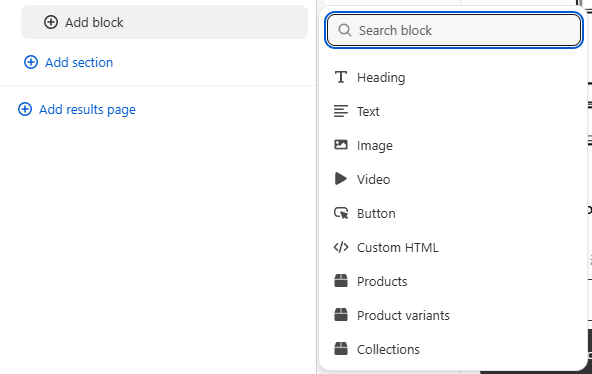 Add block
Add section
Add results page
Search block
Heading
Text
Image
Video
Button
Custom HTML
Products
Product variants
Collections